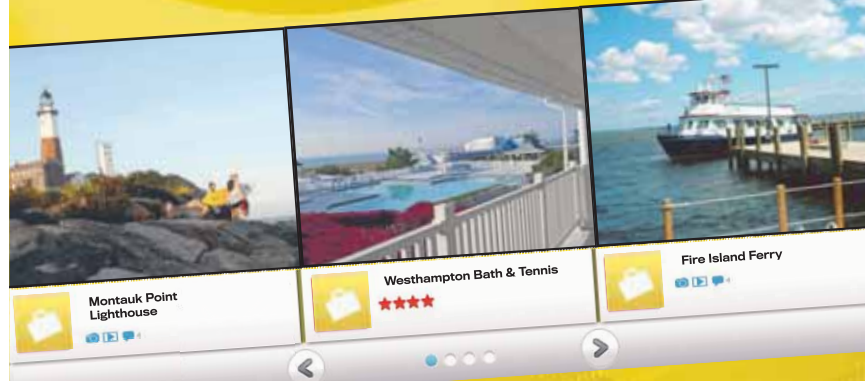 Montauk Point
Lighthouse
Westhampton Bath & Tennis
Fire Island Ferry